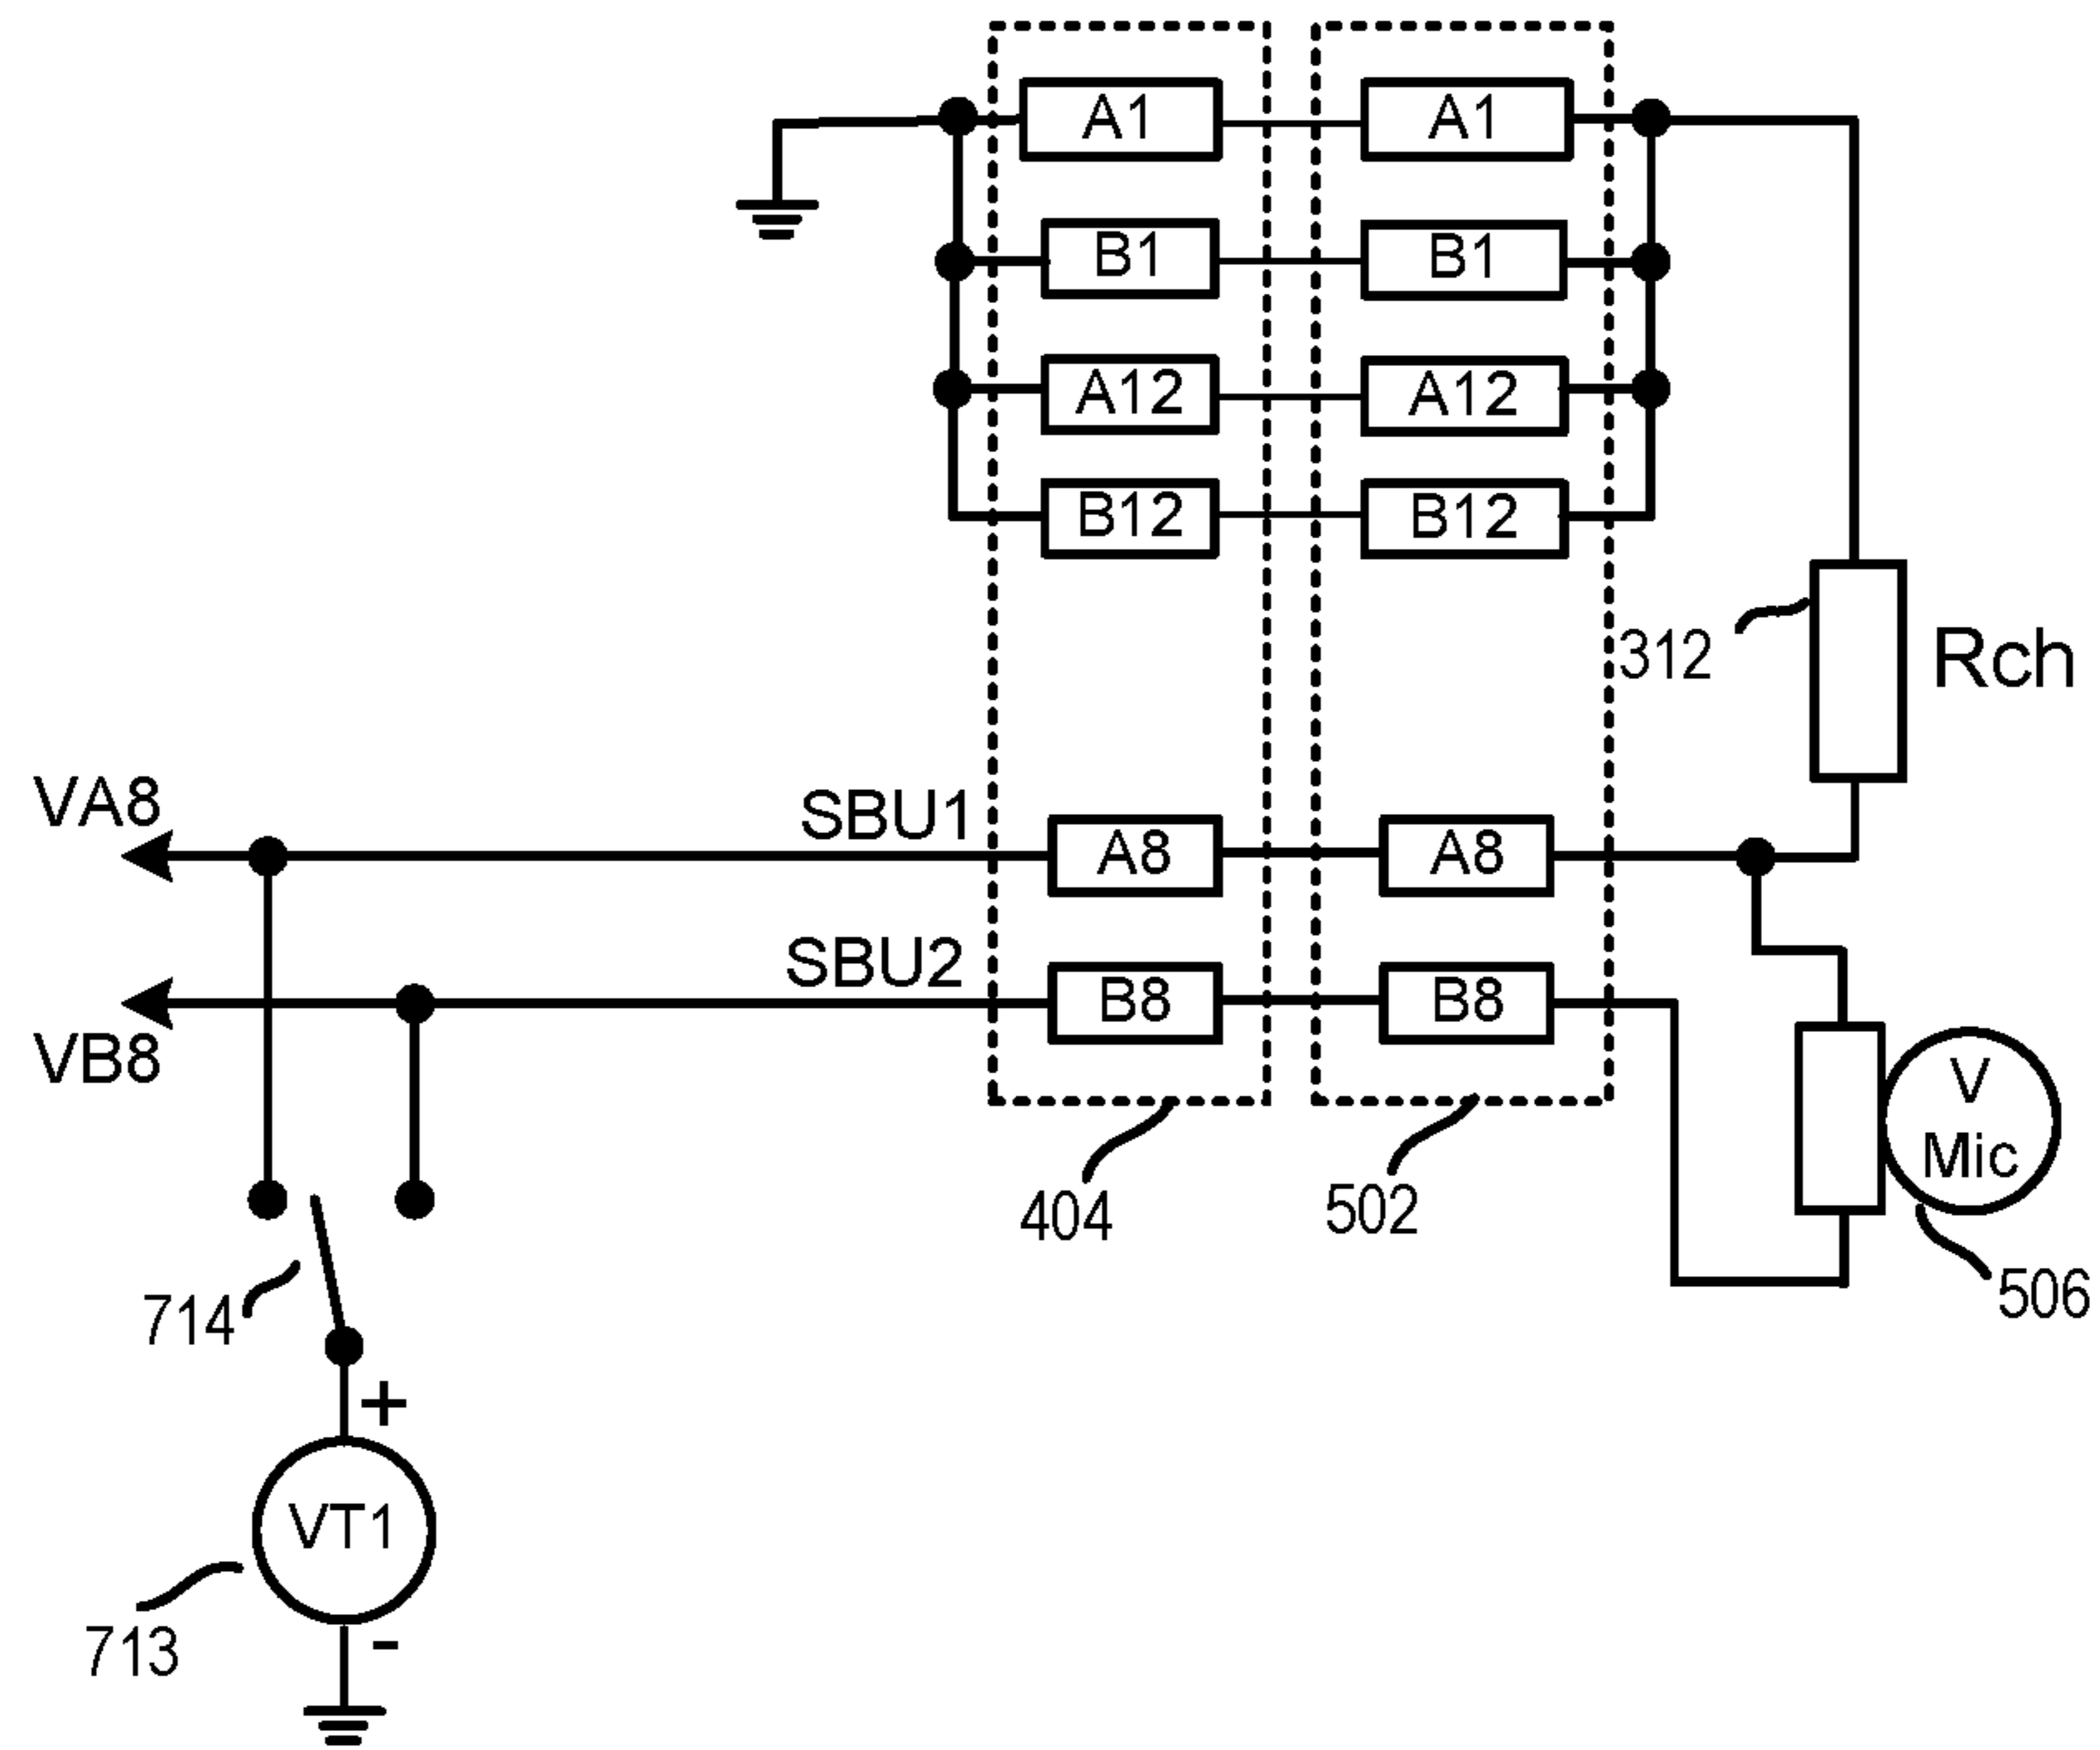 A1 A1
B1 B1
A12 A12
B12 B12
312 Rch
VA8 SBU1 A8 A8
SBU2 B8 B8
VB8
V
Mic
404 502
506
714
+
VT1
-
713